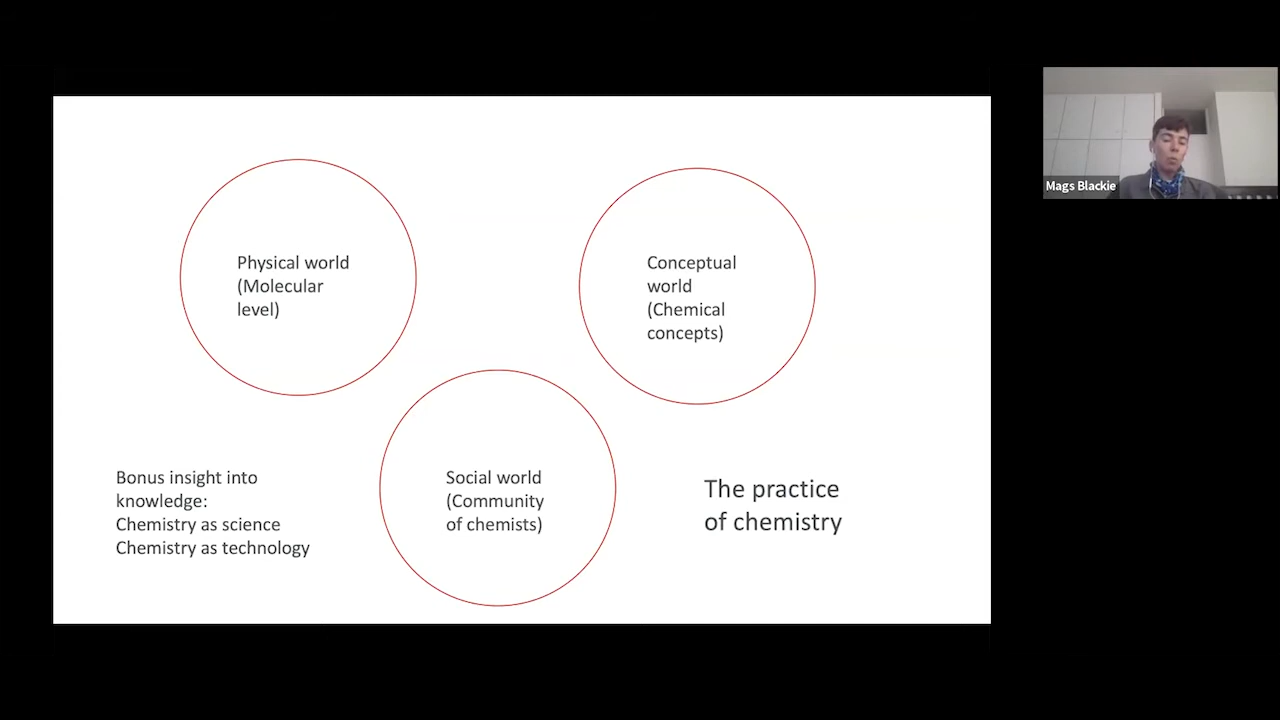 Physical world
(Molecular
level)
Conceptual
world
(Chemical
concepts)
Social world
(Community
of chemists)
Bonus insight into
knowledge:
Chemistry as science
Chemistry as technology
The practice
of chemistry
Mags Blackie